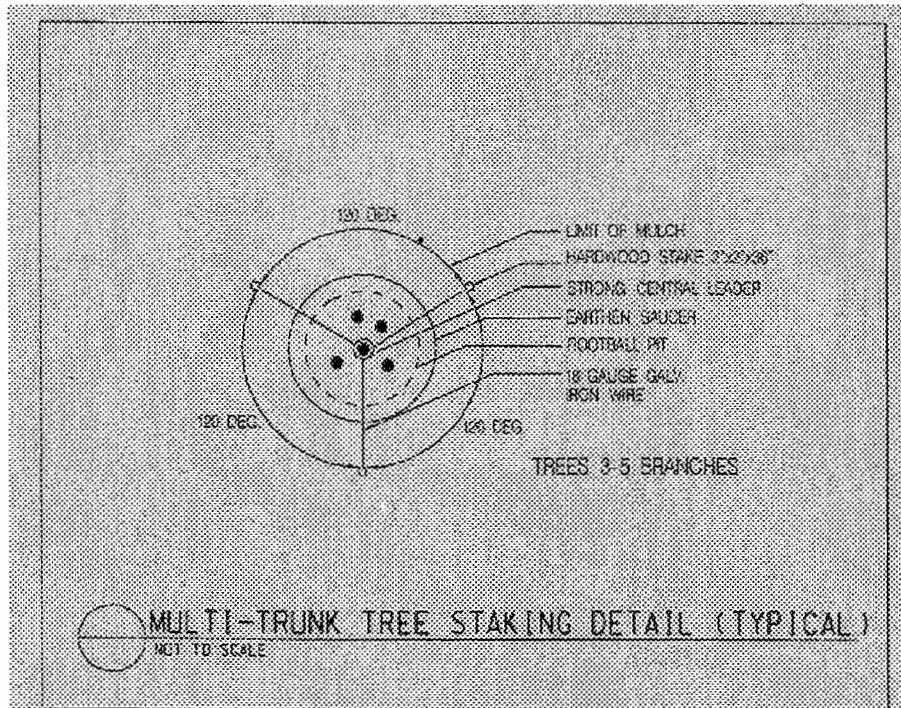 120 DEG.
LIMIT OF MULCH
HARDWOOD STAKE 2"x2"x36"
STRONG CENTRAL LEADER
EARTHEN SAUCER
ROOTBALL PIT
16 GAUGE GALV.
IRON WIRE
120 DEG.
120 DEG.
TREES 3-5 BRANCHES
MULTI-TRUNK TREE STAKING DETAIL (TYPICAL)
NOT TO SCALE